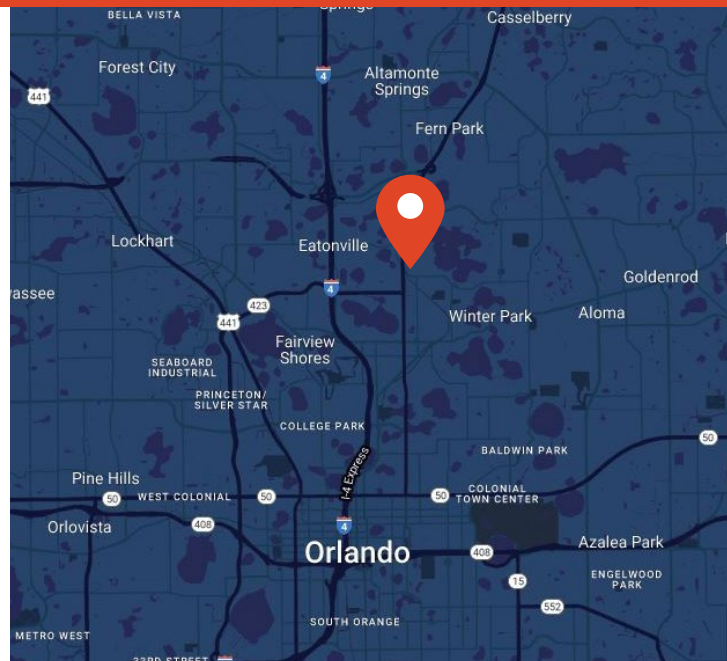 Springs
Casselberry
BELLA VISTA
Forest City
4
Altamonte
Springs
441
Fern Park
Lockhart
Eatonville
Goldenrod
4
423
441
Winter Park
Aloma
Fairview
Shores
SEABOARD
INDUSTRIAL
PRINCETON/
SILVER STAR
COLLEGE PARK
50
BALDWIN PARK
I-4 Express
Pine Hills
50
WEST COLONIAL
50
50
COLONIAL
TOWN CENTER
Orlovista
408
4
Orlando
408
Azalea Park
15
ENGELWOOD
PARK
552
SOUTH ORANGE
METRO WEST
33RD STREET